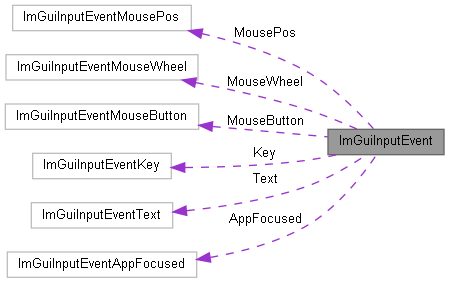 ImGuiInputEventMousePos
MousePos
ImGuiInputEventMouseWheel
MouseWheel
ImGuiInputEventMouseButton
MouseButton
ImGuiInputEvent
Key
ImGuiInputEventKey
Text
ImGuiInputEventText
AppFocused
ImGuiInputEventAppFocused